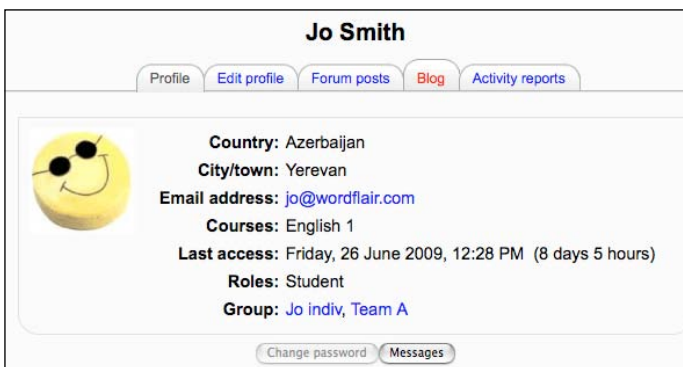 Jo Smith
Profile Edit profile Forum posts Blog Activity reports
Country: Azerbaijan
City/town: Yerevan
Email address: jo@wordflair.com
Courses: English 1
Last access: Friday, 26 June 2009, 12:28 PM (8 days 5 hours)
Roles: Student
Group: Jo indiv, Team A
Change password Messages